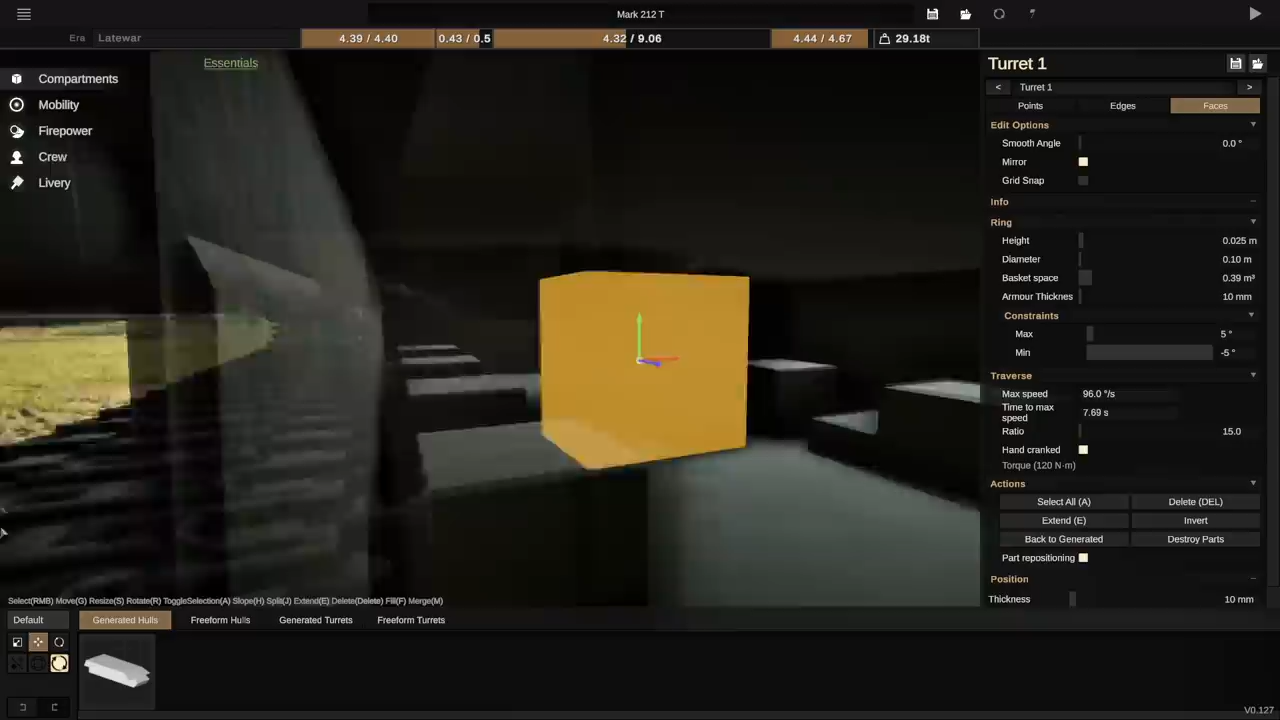 Mark 212 T
Era Latewar 4.39 / 4.40 0.43 / 0.5 4.32 / 9.06 4.44 / 4.67 29.18t
Essentials
Compartments
Mobility
Firepower
Crew
Livery
Turret 1
< Turret 1 >
Points Edges Faces
Edit Options
Smooth Angle 0.0 °
Mirror
Grid Snap
Info
Ring
Height 0.025 m
Diameter 0.10 m
Basket space 0.39 m³
Armour Thicknes 10 mm
Constraints
Max 5 °
Min -5 °
Traverse
Max speed 96.0 °/s
Time to max
speed 7.69 s
Ratio 15.0
Hand cranked
Torque (120 N·m)
Actions
Select All (A) Delete (DEL)
Extend (E) Invert
Back to Generated Destroy Parts
Part repositioning
Position
Thickness 10 mm
Select(RMB) Move(G) Resize(S) Rotate(R) ToggleSelection(A) Slope(H) Split(J) Extend(E) Delete(Delete) Fill(F) Merge(M)
Default Generated Hulls Freeform Hulls Generated Turrets Freeform Turrets
V0.127